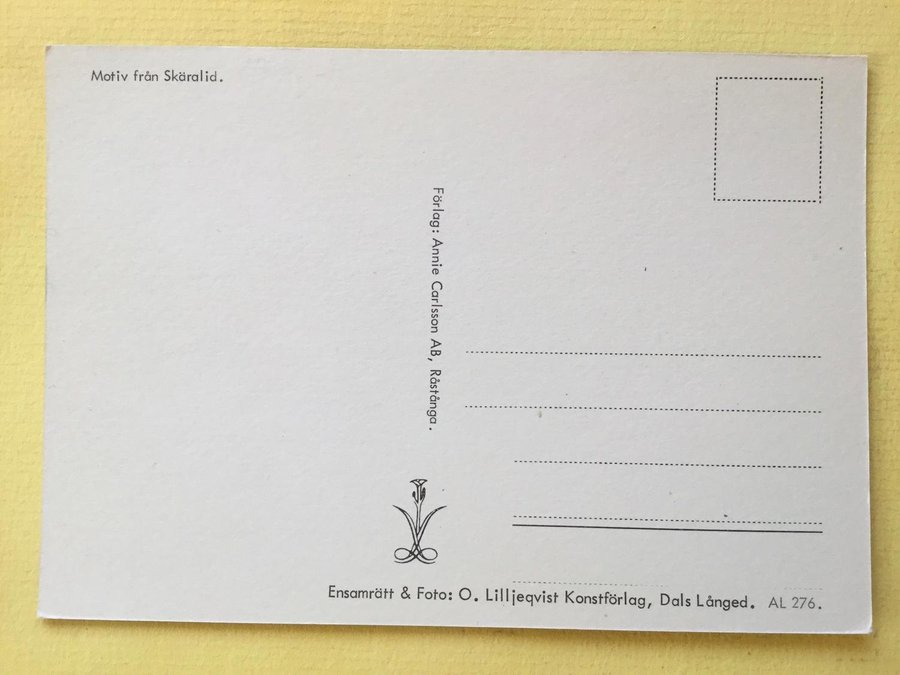 Motiv från Skäralid.
Förlag: Annie Carlsson AB, Röstånga.
Ensamrätt & Foto: O. Lilljeqvist Konstförlag, Dals Långed. AL 276.